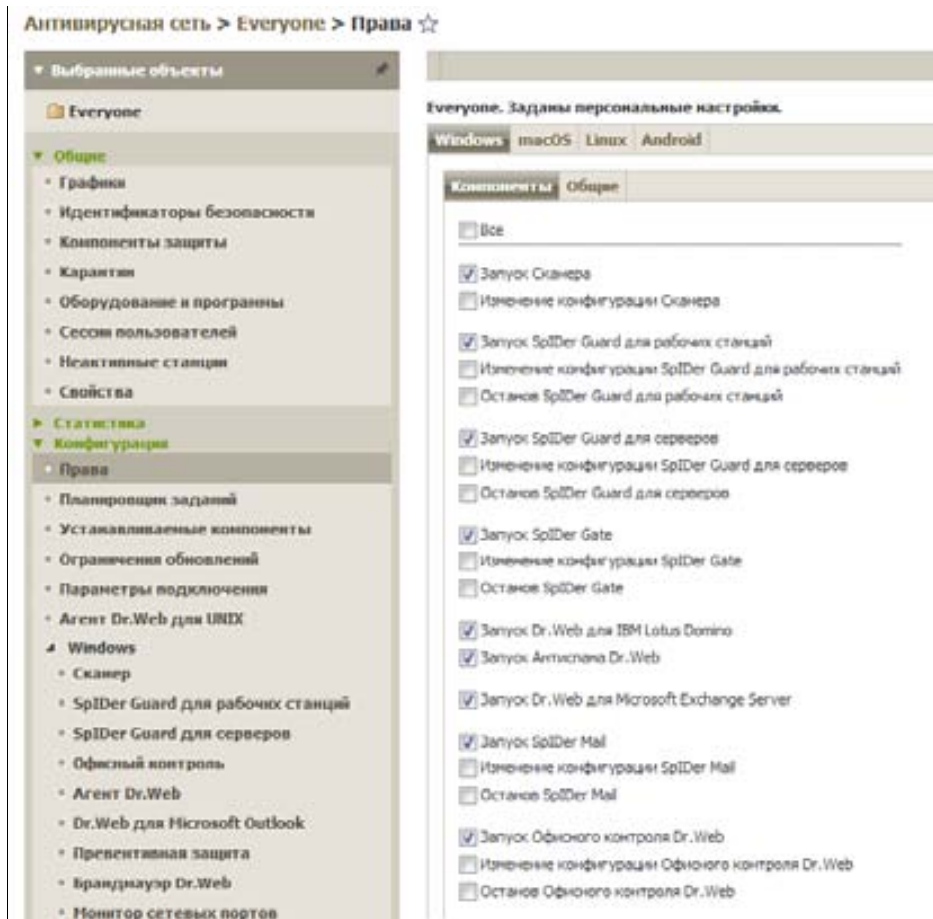 Антивирусная сеть > Everyone > Права ☆
▼ Выбранные объекты
Everyone
▼ Общие
Графики
Идентификаторы безопасности
Компоненты защиты
Карантин
Оборудование и программы
Сессии пользователей
Неактивные станции
Свойства
► Статистика
▼ Конфигурация
Права
Планировщик заданий
Устанавливаемые компоненты
Ограничения обновлений
Параметры подключения
Агент Dr.Web для UNIX
Windows
Сканер
SpIDer Guard для рабочих станций
SpIDer Guard для серверов
Офисный контроль
Агент Dr.Web
Dr.Web для Microsoft Outlook
Превентивная защита
Брандмауэр Dr.Web
Монитор сетевых портов
Everyone. Заданы персональные настройки.
Windows macOS Linux Android
Компоненты Общие
Все
Запуск Сканера
Изменение конфигурации Сканера
Запуск SpIDer Guard для рабочих станций
Изменение конфигурации SpIDer Guard для рабочих станций
Останов SpIDer Guard для рабочих станций
Запуск SpIDer Guard для серверов
Изменение конфигурации SpIDer Guard для серверов
Останов SpIDer Guard для серверов
Запуск SpIDer Gate
Изменение конфигурации SpIDer Gate
Останов SpIDer Gate
Запуск Dr.Web для IBM Lotus Domino
Запуск Антиспама Dr.Web
Запуск Dr.Web для Microsoft Exchange Server
Запуск SpIDer Mail
Изменение конфигурации SpIDer Mail
Останов SpIDer Mail
Запуск Офисного контроля Dr.Web
Изменение конфигурации Офисного контроля Dr.Web
Останов Офисного контроля Dr.Web